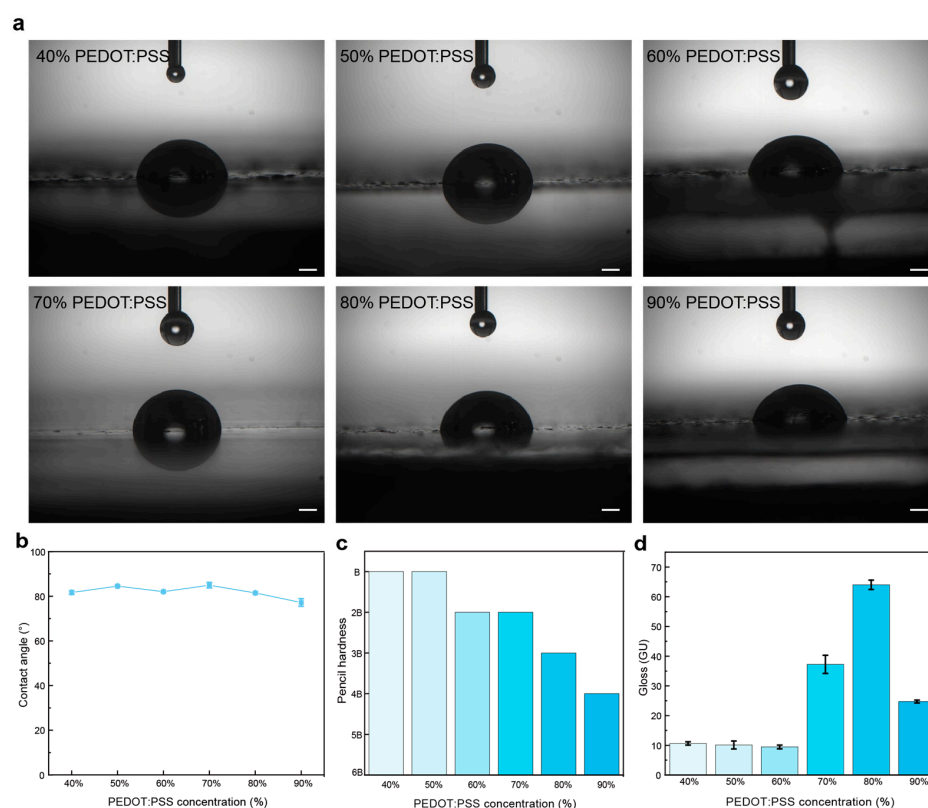 a
40% PEDOT:PSS
50% PEDOT:PSS
60% PEDOT:PSS
70% PEDOT:PSS
80% PEDOT:PSS
90% PEDOT:PSS
b
100
80
60
40
20
0
Contact angle (°)
40% 50% 60% 70% 80% 90%
PEDOT:PSS concentration (%)
c
B
2B
3B
4B
5B
6B
Pencil hardness
40% 50% 60% 70% 80% 90%
PEDOT:PSS concentration (%)
d
70
60
50
40
30
20
10
0
Gloss (GU)
40% 50% 60% 70% 80% 90%
PEDOT:PSS concentration (%)